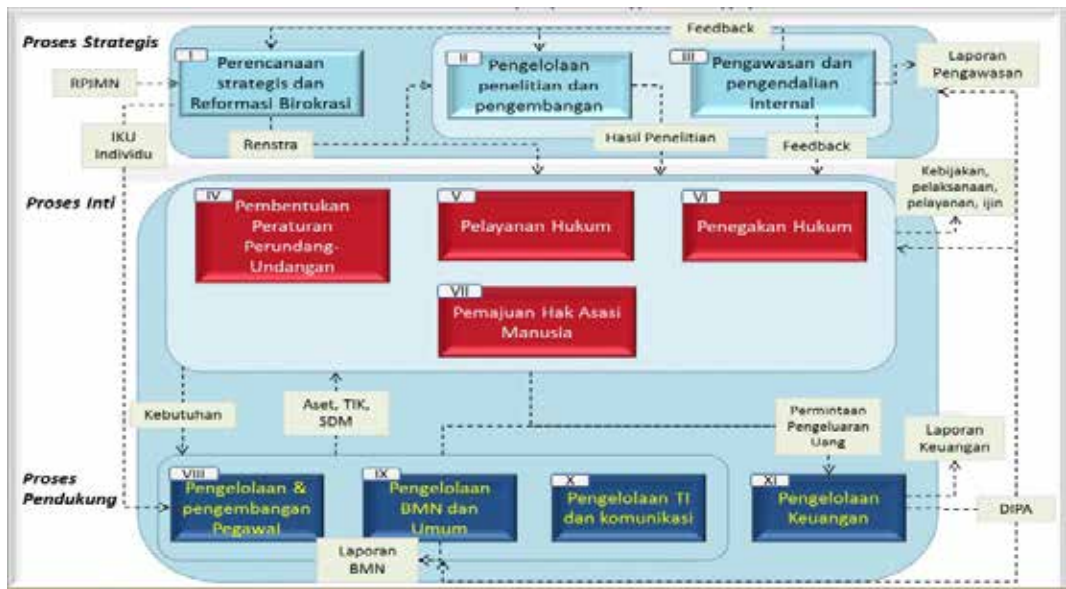 Feedback
Proses Strategis
I
Perencanaan
strategis dan
Reformasi Birokrasi
II
Pengelolaan
penelitian dan
pengembangan
III
Pengawasan dan
pengendalian
internal
Laporan
Pengawasan
RPJMN
IKU
Individu
Renstra
Hasil Penelitian
Feedback
Kebijakan,
pelaksanaan,
pelayanan, ijin
Proses Inti
IV
Pembentukan
Peraturan
Perundang-
Undangan
V
Pelayanan Hukum
VI
Penegakan Hukum
VII
Pemajuan Hak Asasi
Manusia
Kebutuhan
Aset, TIK,
SDM
Permintaan
Pengeluaran
Uang
Laporan
Keuangan
Proses
Pendukung
VIII
Pengelolaan &
pengembangan
Pegawai
IX
Pengelolaan
BMN dan
Umum
X
Pengelolaan TI
dan komunikasi
XI
Pengelolaan
Keuangan
DIPA
Laporan
BMN